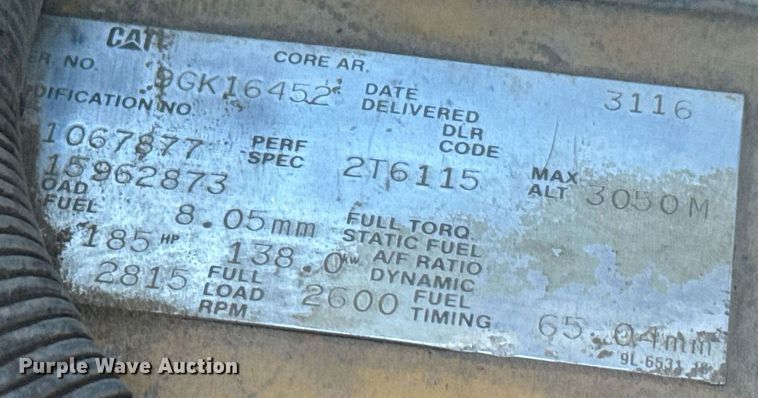 CAT
CORE AR.
ER. NO. 9GK16452 DATE DELIVERED 3116
DIFICATION NO. DLR CODE
1067877 PERF SPEC 2T6115 MAX ALT 3050M
15962873
OAD FUEL 8.05mm FULL TORQ. STATIC FUEL
185 HP 138.0 KW. A/F RATIO DYNAMIC
2815 FULL LOAD RPM 2600 FUEL TIMING 65.04mm
9L-6531
Purple Wave Auction